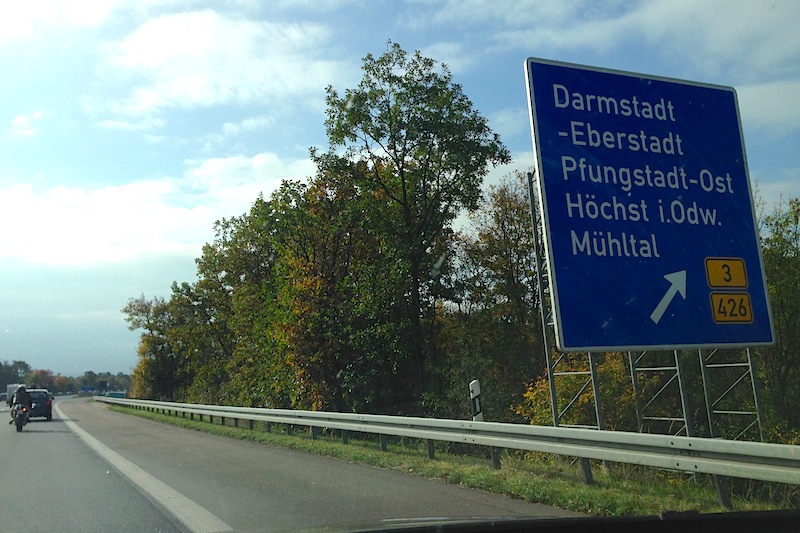 Darmstadt
-Eberstadt
Pfungstadt-Ost
Höchst i.Odw.
Mühltal
3
426